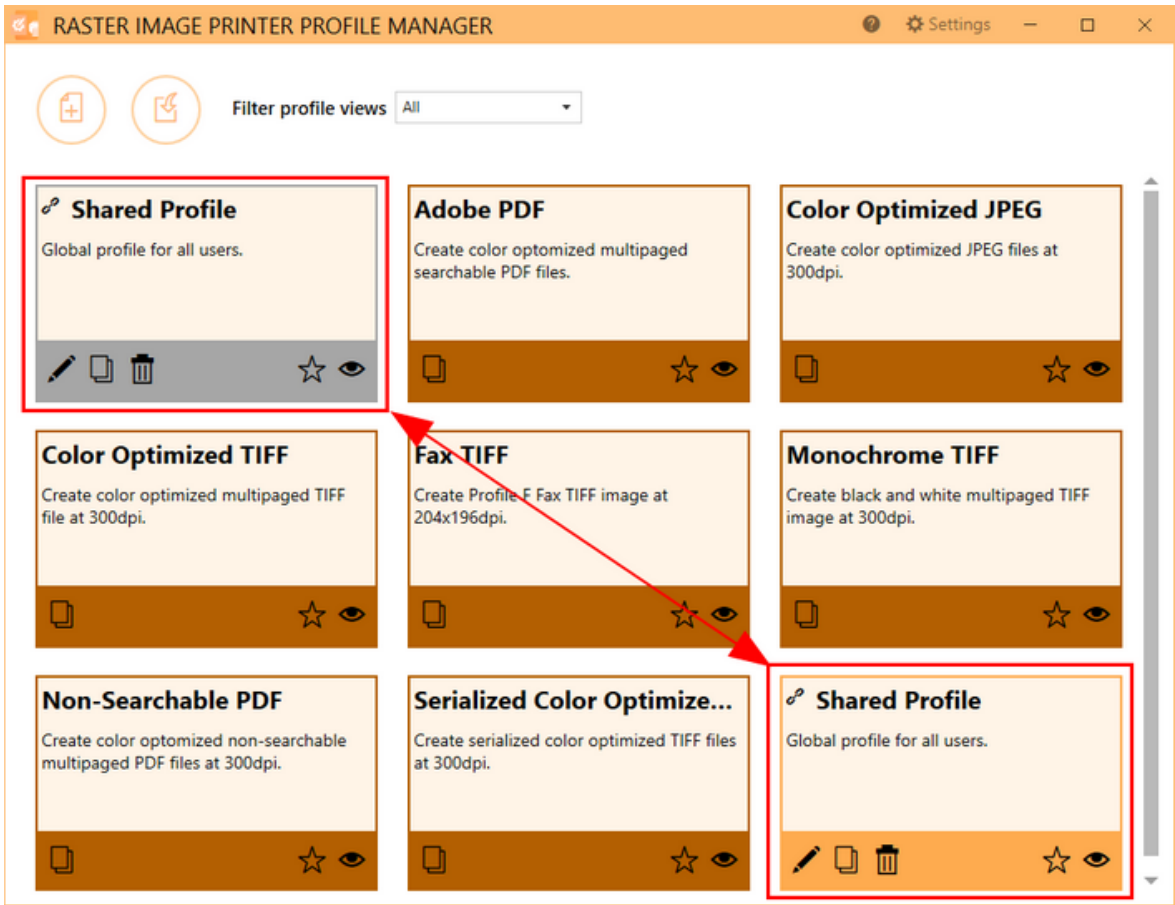 RASTER IMAGE PRINTER PROFILE MANAGER
Settings
Filter profile views All
Shared Profile
Global profile for all users.
Adobe PDF
Create color optomized multipaged
searchable PDF files.
Color Optimized JPEG
Create color optimized JPEG files at
300dpi.
Color Optimized TIFF
Create color optimized multipaged TIFF
file at 300dpi.
Fax TIFF
Create Profile F Fax TIFF image at
204x196dpi.
Monochrome TIFF
Create black and white multipaged TIFF
image at 300dpi.
Non-Searchable PDF
Create color optomized non-searchable
multipaged PDF files at 300dpi.
Serialized Color Optimize...
Create serialized color optimized TIFF files
at 300dpi.
Shared Profile
Global profile for all users.